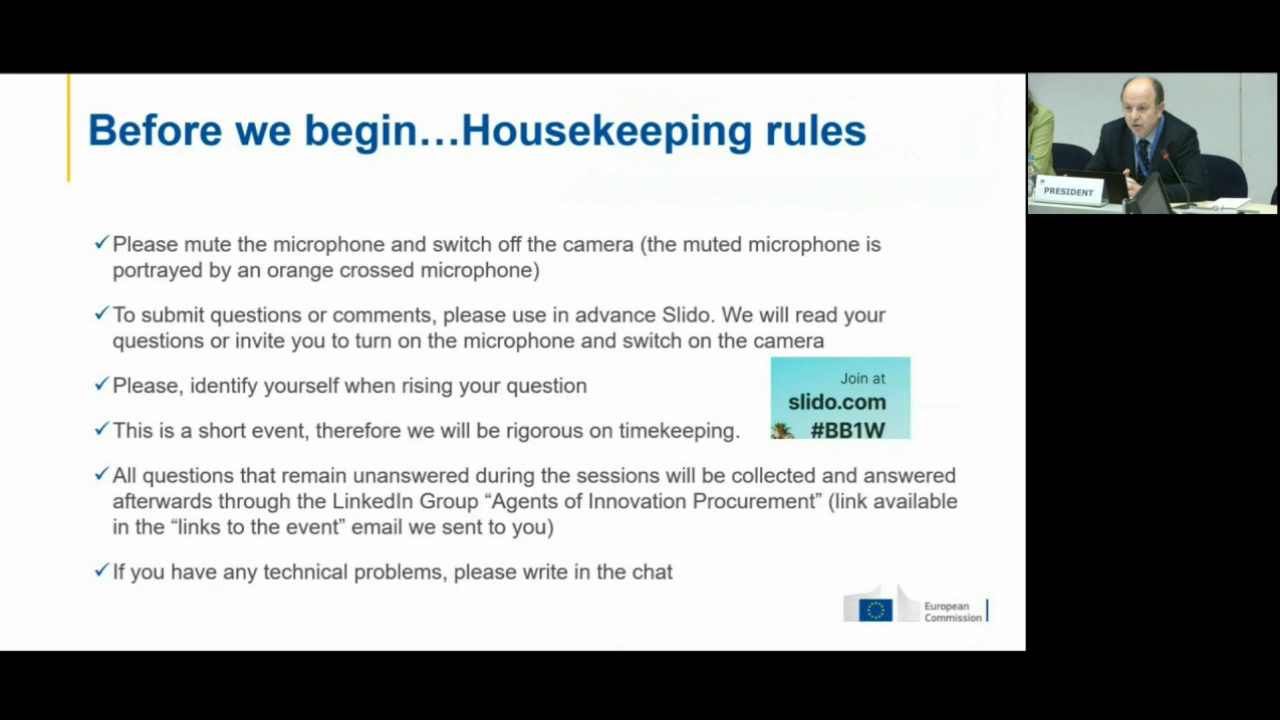 Before we begin...Housekeeping rules
✓Please mute the microphone and switch off the camera (the muted microphone is
portrayed by an orange crossed microphone)
✓To submit questions or comments, please use in advance Slido. We will read your
questions or invite you to turn on the microphone and switch on the camera
✓Please, identify yourself when rising your question
Join at
slido.com
#BB1W
✓This is a short event, therefore we will be rigorous on timekeeping.
✓All questions that remain unanswered during the sessions will be collected and answered
afterwards through the LinkedIn Group “Agents of Innovation Procurement” (link available
in the “links to the event” email we sent to you)
✓If you have any technical problems, please write in the chat
European
Commission
PRESIDENT